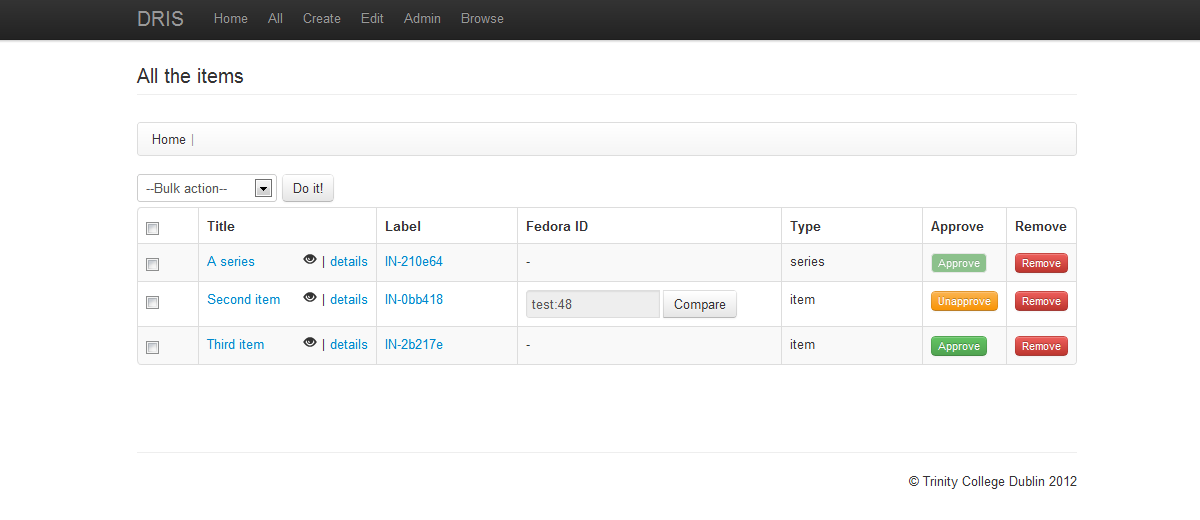 DRIS Home All Create Edit Admin Browse
All the items
Home |
--Bulk action-- Do it!
Title Label Fedora ID Type Approve Remove
A series | details IN-210e64 - series Approve Remove
Second item | details IN-0bb418 test:48 Compare item Unapprove Remove
Third item | details IN-2b217e - item Approve Remove
© Trinity College Dublin 2012